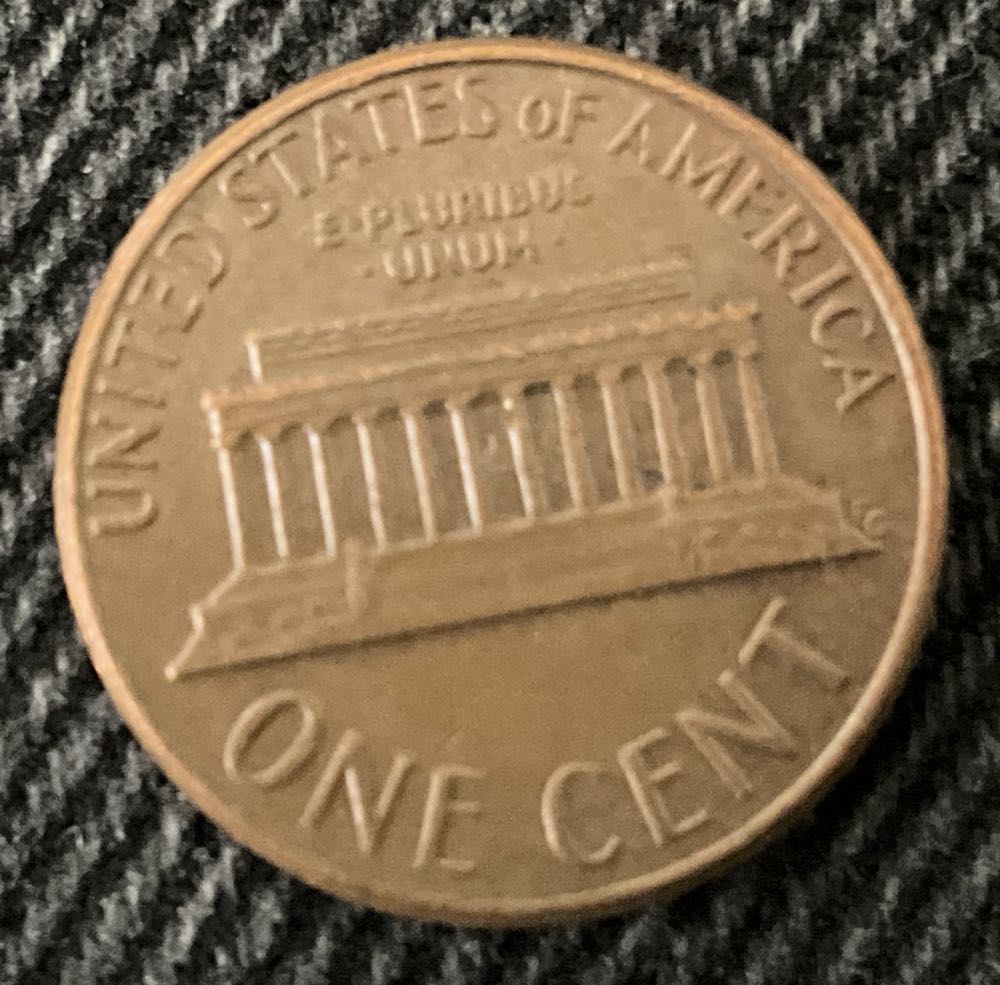 UNITED STATES OF AMERICA
E·PLURIBUS
·UNUM·
ONE CENT